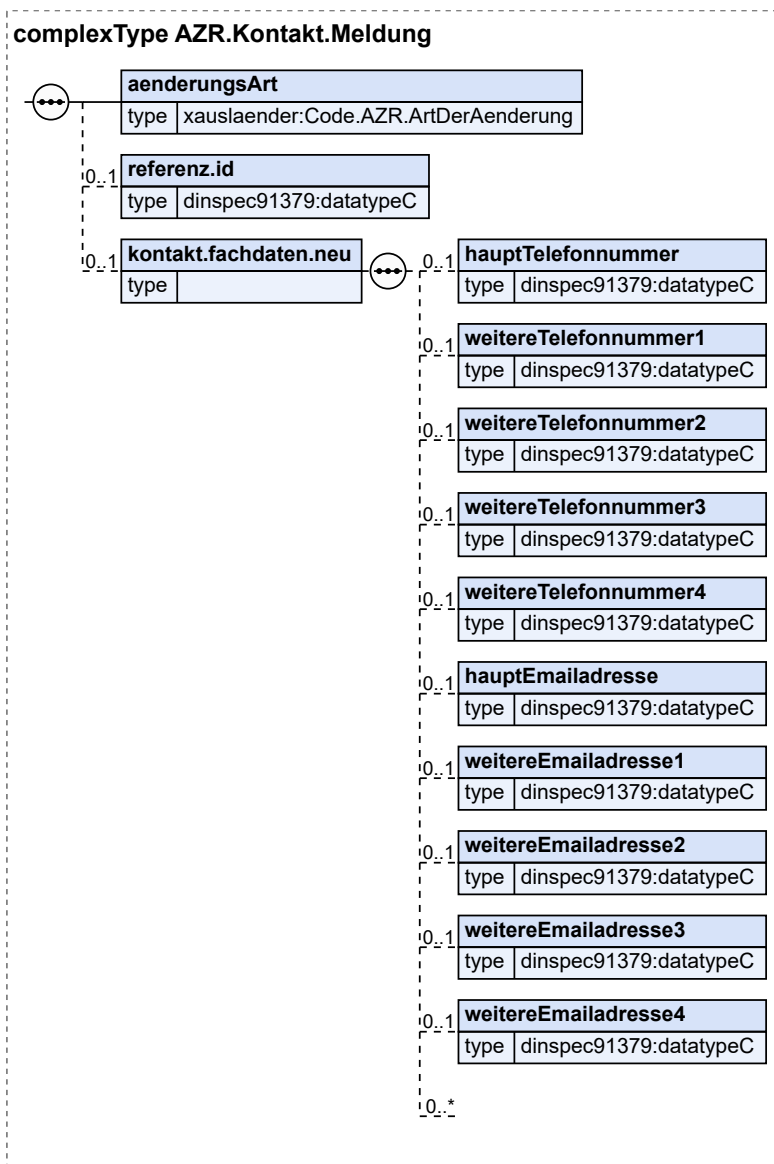 complexType AZR.Kontakt.Meldung
aenderungsArt
type xauslaender:Code.AZR.ArtDerAenderung
0..1 referenz.id
type dinspec91379:datatypeC
0..1 kontakt.fachdaten.neu
type
0..1 hauptTelefonnummer
type dinspec91379:datatypeC
0..1 weitereTelefonnummer1
type dinspec91379:datatypeC
0..1 weitereTelefonnummer2
type dinspec91379:datatypeC
0..1 weitereTelefonnummer3
type dinspec91379:datatypeC
0..1 weitereTelefonnummer4
type dinspec91379:datatypeC
0..1 hauptEmailadresse
type dinspec91379:datatypeC
0..1 weitereEmailadresse1
type dinspec91379:datatypeC
0..1 weitereEmailadresse2
type dinspec91379:datatypeC
0..1 weitereEmailadresse3
type dinspec91379:datatypeC
0..1 weitereEmailadresse4
type dinspec91379:datatypeC
0..*